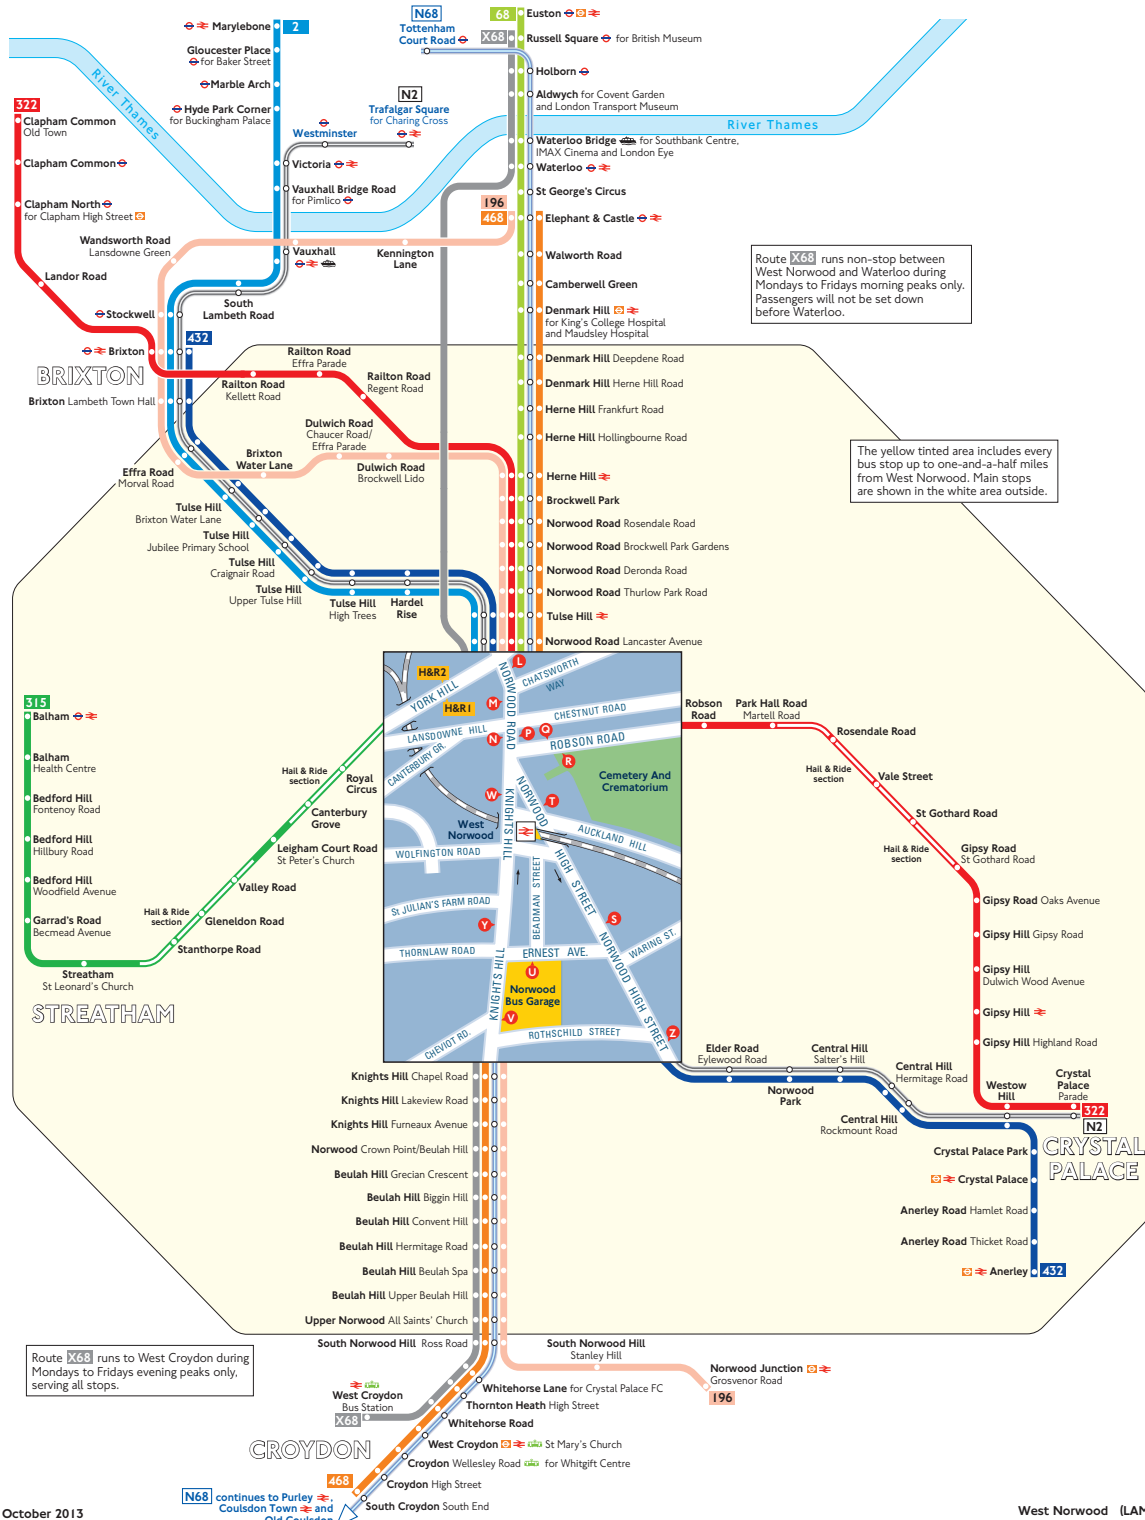 N68
Tottenham
Court Road
68
Euston
X68
Russell Square for British Museum
Holborn
Aldwych for Covent Garden
and London Transport Museum
River Thames
Waterloo Bridge for Southbank Centre,
IMAX Cinema and London Eye
Waterloo
St George's Circus
196
468
Elephant & Castle
Walworth Road
Camberwell Green
Denmark Hill
for King's College Hospital
and Maudsley Hospital
Denmark Hill Deepdene Road
Denmark Hill Herne Hill Road
Herne Hill Frankfurt Road
Herne Hill Hollingbourne Road
Herne Hill
Brockwell Park
Norwood Road Rosendale Road
Norwood Road Brockwell Park Gardens
Norwood Road Deronda Road
Norwood Road Thurlow Park Road
Tulse Hill
Norwood Road Lancaster Avenue
Marylebone
2
Gloucester Place
for Baker Street
Marble Arch
Hyde Park Corner
for Buckingham Palace
N2
Trafalgar Square
for Charing Cross
Westminster
Victoria
Vauxhall Bridge Road
for Pimlico
Vauxhall
Kennington
Lane
Wandsworth Road
Lansdowne Green
South
Lambeth Road
Stockwell
432
River Thames
322
Clapham Common
Old Town
Clapham Common
Clapham North
for Clapham High Street
Landor Road
Brixton
BRIXTON
Brixton Lambeth Town Hall
Railton Road
Effra Parade
Railton Road
Kellett Road
Railton Road
Regent Road
Dulwich Road
Chaucer Road/
Effra Parade
Dulwich Road
Brockwell Lido
Brixton
Water Lane
Effra Road
Morval Road
Tulse Hill
Brixton Water Lane
Tulse Hill
Jubilee Primary School
Tulse Hill
Craignair Road
Tulse Hill
Upper Tulse Hill
Tulse Hill
High Trees
Hardel
Rise
Route X68 runs non-stop between
West Norwood and Waterloo during
Mondays to Fridays morning peaks only.
Passengers will not be set down
before Waterloo.
The yellow tinted area includes every
bus stop up to one-and-a-half miles
from West Norwood. Main stops
are shown in the white area outside.
315
Balham
Balham
Health Centre
Bedford Hill
Fontenoy Road
Bedford Hill
Hillbury Road
Bedford Hill
Woodfield Avenue
Garrad's Road
Becmead Avenue
Streatham
St Leonard's Church
STREATHAM
Hail & Ride
section
Royal
Circus
Canterbury
Grove
Leigham Court Road
St Peter's Church
Valley Road
Hail & Ride
section
Gleneldon Road
Stanthorpe Road
H&R2
H&R1
YORK HILL
NORWOOD ROAD
CHATSWORTH
WAY
L
M
LANSDOWNE HILL
CHESTNUT ROAD
N
P
Q
ROBSON ROAD
CANTERBURY GR.
R
Cemetery And
Crematorium
W
T
KNIGHTS HILL
NORWOOD
HIGH STREET
West
Norwood
AUCKLAND HILL
WOLFINGTON ROAD
BEADMAN STREET
St JULIAN'S FARM ROAD
Y
S
THORNLAW ROAD
ERNEST AVE.
WARING ST.
NORWOOD HIGH STREET
KNIGHTS HILL
U
Norwood
Bus Garage
V
ROTHSCHILD STREET
Z
CHEVIOT RD.
Robson
Road
Park Hall Road
Martell Road
Rosendale Road
Hail & Ride
section
Vale Street
St Gothard Road
Hail & Ride
section
Gipsy Road
St Gothard Road
Gipsy Road Oaks Avenue
Gipsy Hill Gipsy Road
Gipsy Hill
Dulwich Wood Avenue
Gipsy Hill
Gipsy Hill Highland Road
Elder Road
Eylewood Road
Norwood
Park
Central Hill
Salter's Hill
Central Hill
Hermitage Road
Central Hill
Rockmount Road
Westow
Hill
Crystal
Palace
Parade
322
N2
CRYSTAL
PALACE
Crystal Palace Park
Crystal Palace
Anerley Road Hamlet Road
Anerley Road Thicket Road
Anerley
432
Knights Hill Chapel Road
Knights Hill Lakeview Road
Knights Hill Furneaux Avenue
Norwood Crown Point/Beulah Hill
Beulah Hill Grecian Crescent
Beulah Hill Biggin Hill
Beulah Hill Convent Hill
Beulah Hill Hermitage Road
Beulah Hill Beulah Spa
Beulah Hill Upper Beulah Hill
Upper Norwood All Saints' Church
South Norwood Hill Ross Road
South Norwood Hill
Stanley Hill
Norwood Junction
Grosvenor Road
196
Route X68 runs to West Croydon during
Mondays to Fridays evening peaks only,
serving all stops.
West Croydon
Bus Station
X68
Whitehorse Lane for Crystal Palace FC
Thornton Heath High Street
Whitehorse Road
West Croydon St Mary's Church
Croydon Wellesley Road for Whitgift Centre
CROYDON
468
Croydon High Street
South Croydon South End
N68 continues to Purley,
Coulsdon Town and
Old Coulsdon
October 2013
West Norwood (LAM